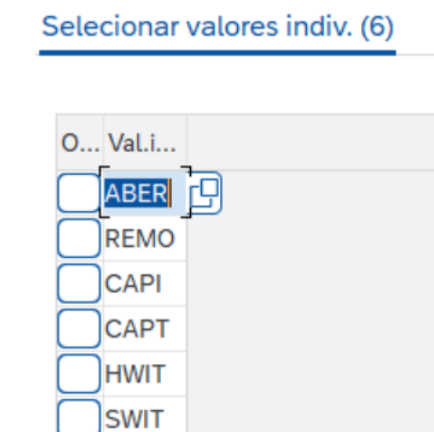 Selecionar valores indiv. (6)
O... Val.i...
ABER
REMO
CAPI
CAPT
HWIT
SWIT